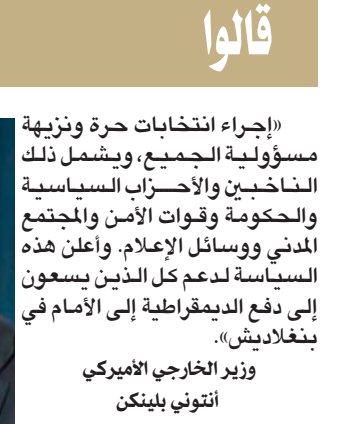 قالوا
«إجراء انتخابات حرة ونزيهة
مسؤولية الجميع، ويشمل ذلك
الناخبين والأحزاب السياسية
والحكومة وقوات الأمن والمجتمع
المدني ووسائل الإعلام. وأعلن هذه
السياسة لدعم كل الذين يسعون
إلى دفع الديمقراطية إلى الأمام في
بنغلاديش».
وزير الخارجي الأميركي
أنتوني بلينكن